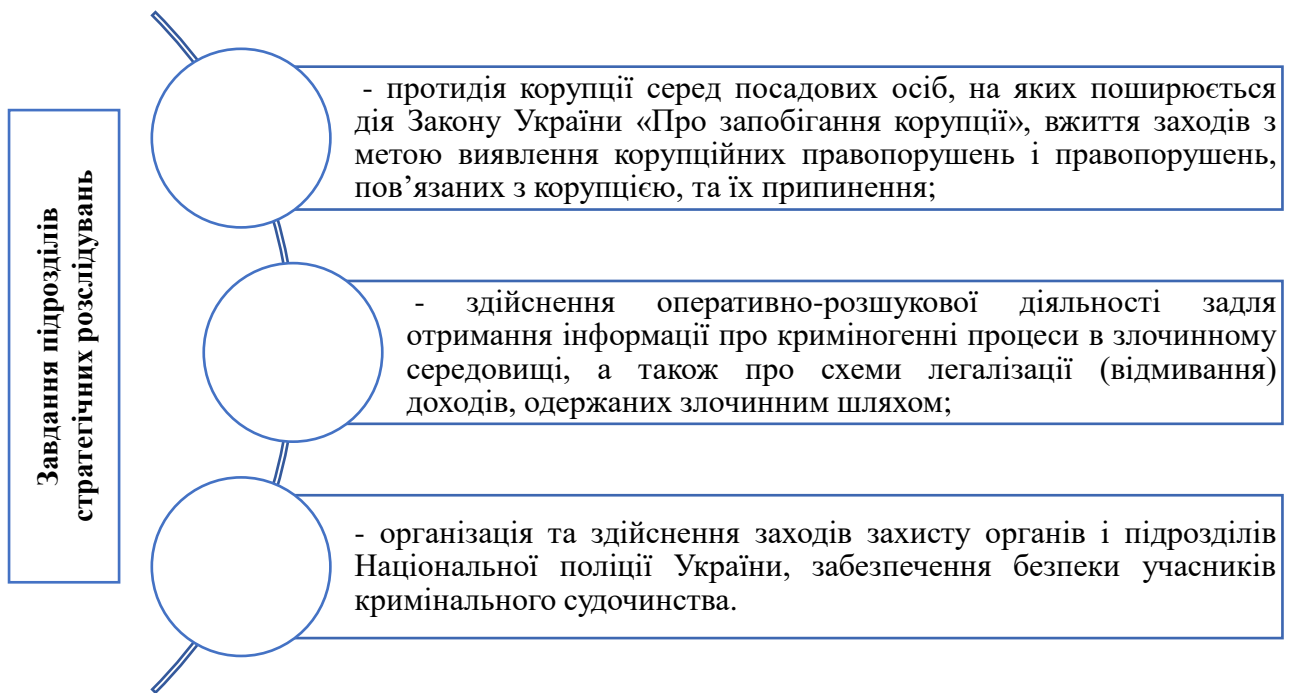 Завдання підрозділів
стратегічних розслідувань
- протидія корупції серед посадових осіб, на яких поширюється
дія Закону України «Про запобігання корупції», вжиття заходів з
метою виявлення корупційних правопорушень і правопорушень,
пов’язаних з корупцією, та їх припинення;
- здійснення оперативно-розшукової діяльності задля
отримання інформації про криміногенні процеси в злочинному
середовищі, а також про схеми легалізації (відмивання)
доходів, одержаних злочинним шляхом;
- організація та здійснення заходів захисту органів і підрозділів
Національної поліції України, забезпечення безпеки учасників
кримінального судочинства.